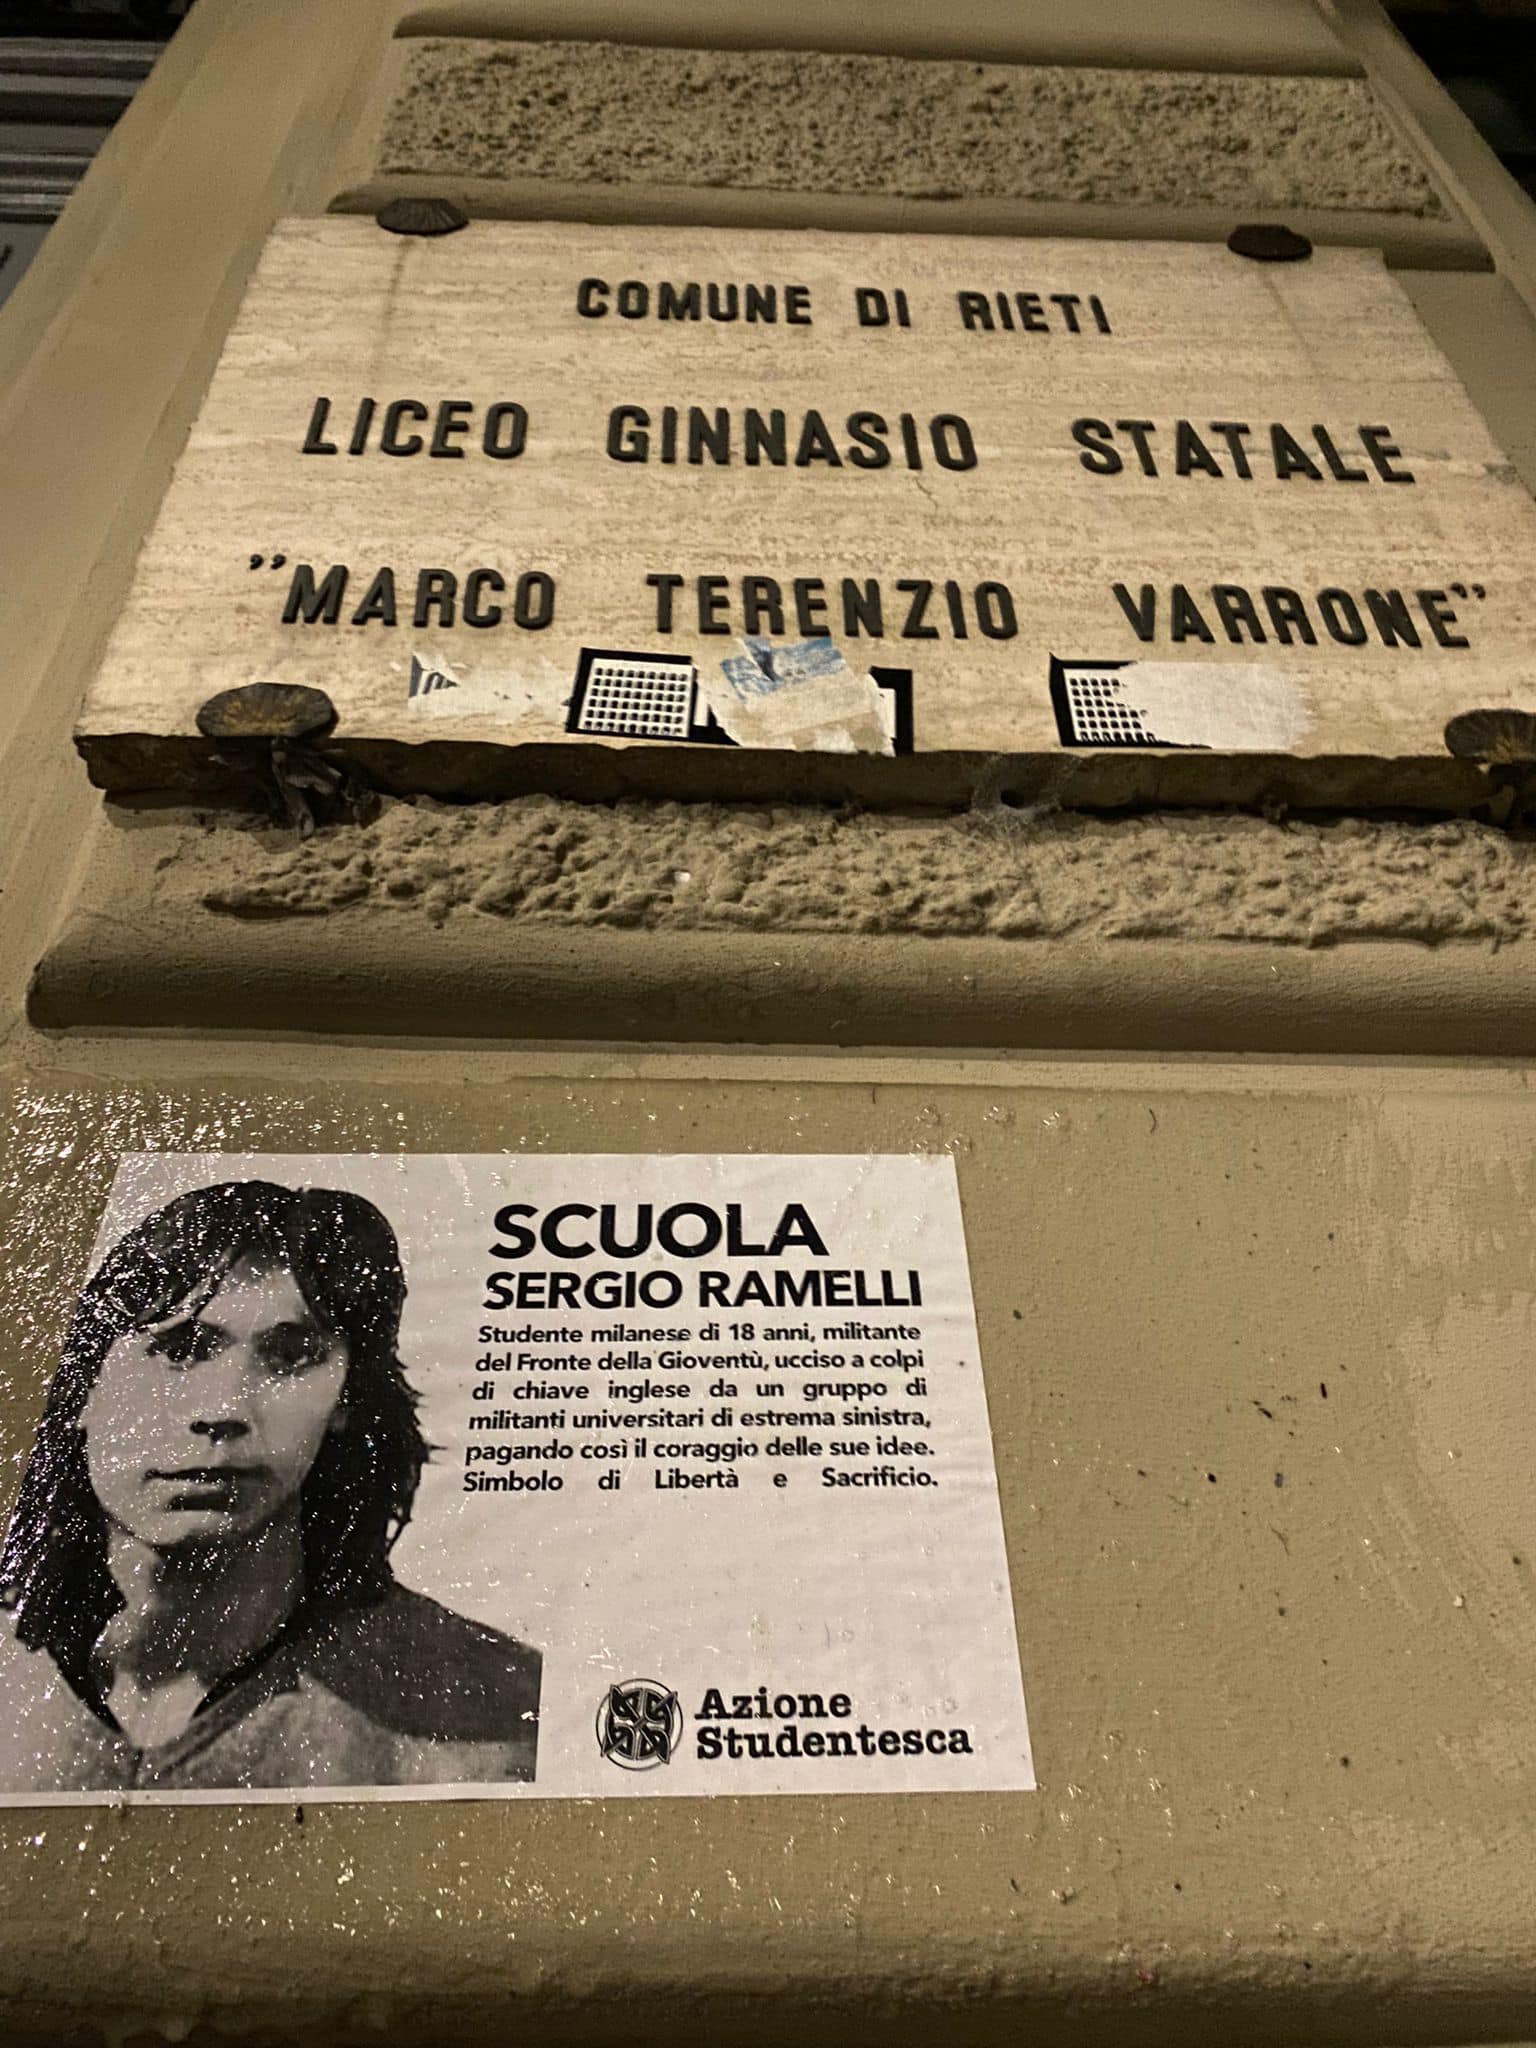 COMUNE DI RIETI
LICEO GINNASIO STATALE
"MARCO TERENZIO VARRONE"
SCUOLA
SERGIO RAMELLI
Studente milanese di 18 anni, militante
del Fronte della Gioventù, ucciso a colpi
di chiave inglese da un gruppo di
militanti universitari di estrema sinistra,
pagando così il coraggio delle sue idee.
Simbolo di Libertà e Sacrificio.
Azione
Studentesca